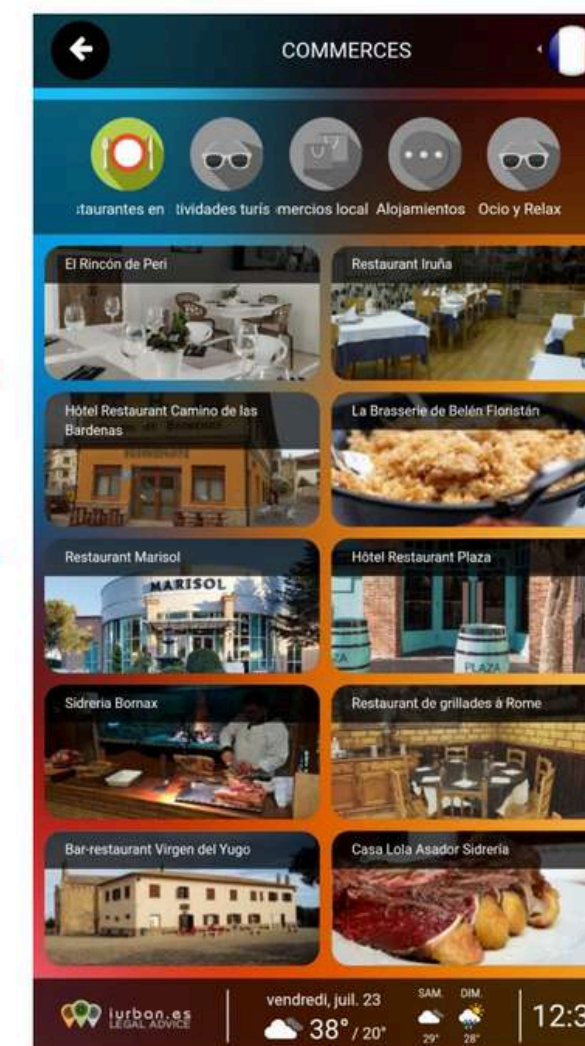 COMMERCES
taurantes en
tividades turís
mercios local
Alojamientos
Ocio y Relax
El Rincón de Peri
Restaurant Iruña
Hôtel Restaurant Camino de las
Bardenas
RESTAURANTE
La Brasserie de Belén Floristán
Restaurant Marisol
MARISOL
Hôtel Restaurant Plaza
ZA
PLAZA
Sidreria Bornax
Restaurant de grillades à Rome
Bar-restaurant Virgen del Yugo
Casa Lola Asador Sidrería
iurban.es
LEGAL ADVICE
vendredi, juil. 23
38° / 20°
SAM.
29°
DIM.
28°
12:3